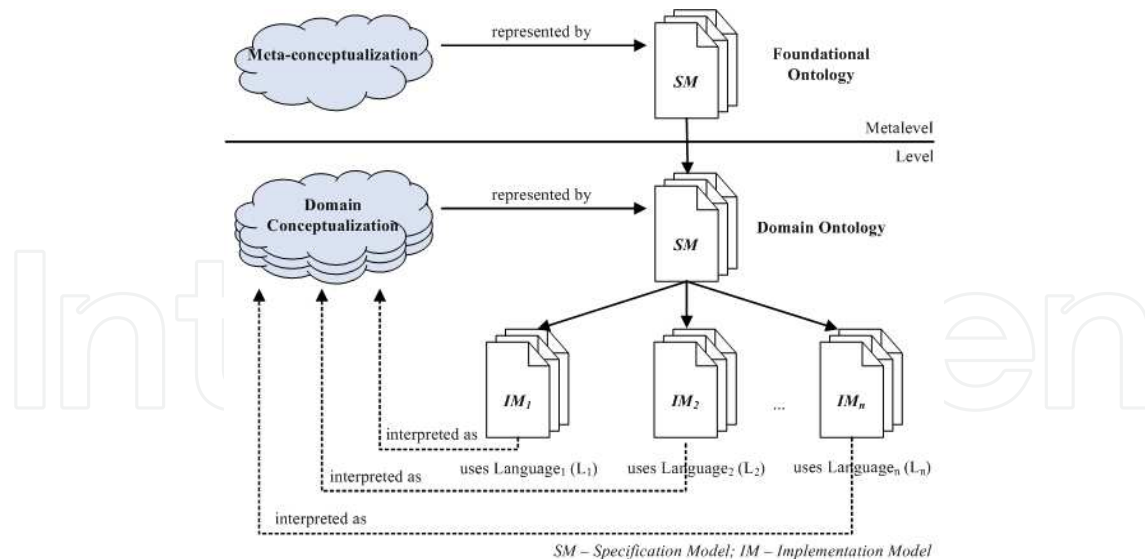 represented by
Meta-conceptualization
Foundational
Ontology
SM
Metalevel
Level
represented by
Domain
Conceptualization
Domain Ontology
SM
IM₁
IM₂
...
IMₙ
interpreted as
uses Language₁ (L₁)
uses Language₂ (L₂)
uses Languageₙ (Lₙ)
interpreted as
interpreted as
SM – Specification Model; IM – Implementation Model